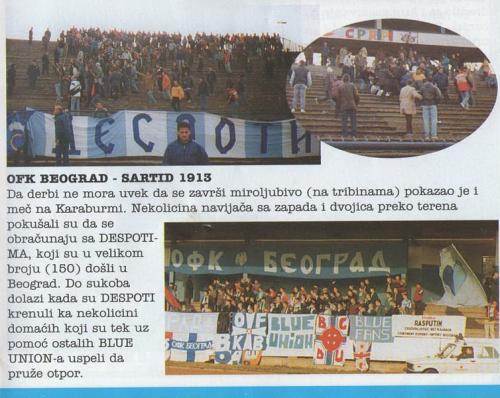 СРБИ
ДЕСПОТИ
OFK BEOGRAD - SARTID 1913
Da derbi ne mora uvek da se završi miroljubivo (na tribinama) pokazao je i
meč na Karaburmi. Nekolicina navijača sa zapada i dvojica preko terena
pokušali su da se
obračunaju sa DESPOTI-
MA, koji su u velikom
broju (150) došli u
Beograd. Do sukoba
dolazi kada su DESPOTI
krenuli ka nekolicini
domaćih koji su tek uz
pomoć ostalih BLUE
UNION-a uspeli da
pruže otpor.
ОФК БЕОГРАД
ОФК БЕОГРАД
BLUE
UNION
BLUE
FANS
RASPUTIN